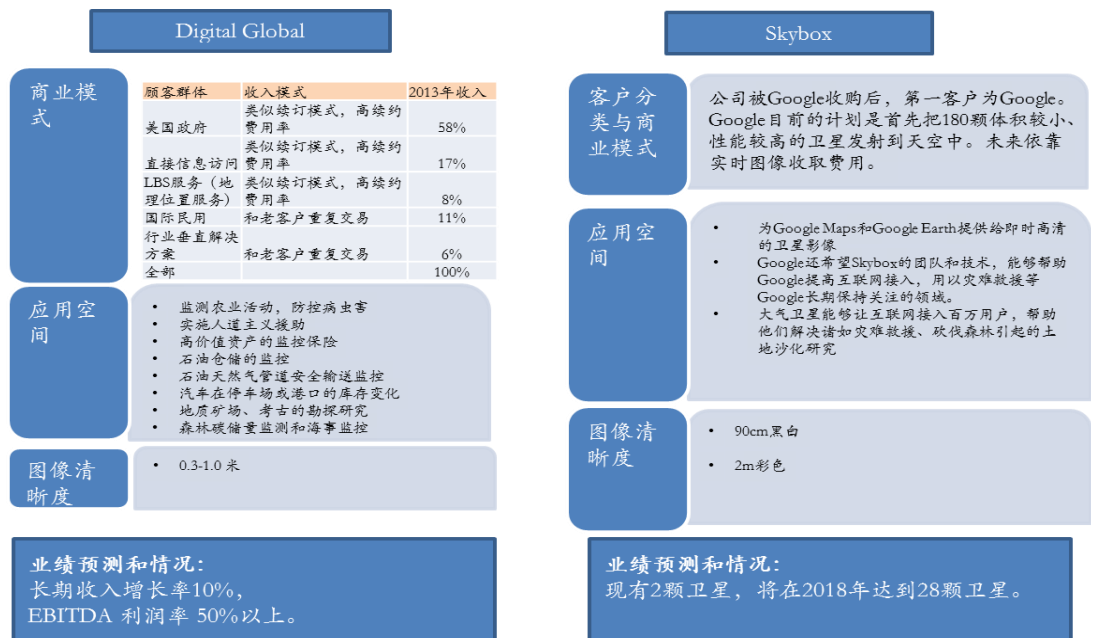 Digital Global
商业模
式
顾客群体 收入模式 2013年收入
类似续订模式，高续约
美国政府 费用率 58%
类似续订模式，高续约
直接信息访问 费用率 17%
LBS服务（地 类似续订模式，高续约
理位置服务） 费用率 8%
国际民用 和老客户重复交易 11%
行业垂直解决
方案 和老客户重复交易 6%
全部 100%
应用空
间
• 监测农业活动，防控病虫害
• 实施人道主义援助
• 高价值资产的监控保险
• 石油仓储的监控
• 石油天然气管道安全输送监控
• 汽车在停车场或港口的库存变化
• 地质矿场、考古的勘探研究
• 森林碳储量监测和海事监控
图像清
晰度
• 0.3-1.0 米
业绩预测和情况：
长期收入增长率10%，
EBITDA 利润率 50%以上。
Skybox
客户分
类与商
业模式
公司被Google收购后，第一客户为Google。
Google目前的计划是首先把180颗体积较小、
性能较高的卫星发射到天空中。未来依靠
实时图像收取费用。
应用空
间
• 为Google Maps和Google Earth提供给即时高清
的卫星影像
• Google还希望Skybox的团队和技术，能够帮助
Google提高互联网接入，用以灾难救援等
Google长期保持关注的领域。
• 大气卫星能够让互联网接入百万用户，帮助
他们解决诸如灾难救援、砍伐森林引起的土
地沙化研究
图像清
晰度
• 90cm黑白
• 2m彩色
业绩预测和情况：
现有2颗卫星，将在2018年达到28颗卫星。